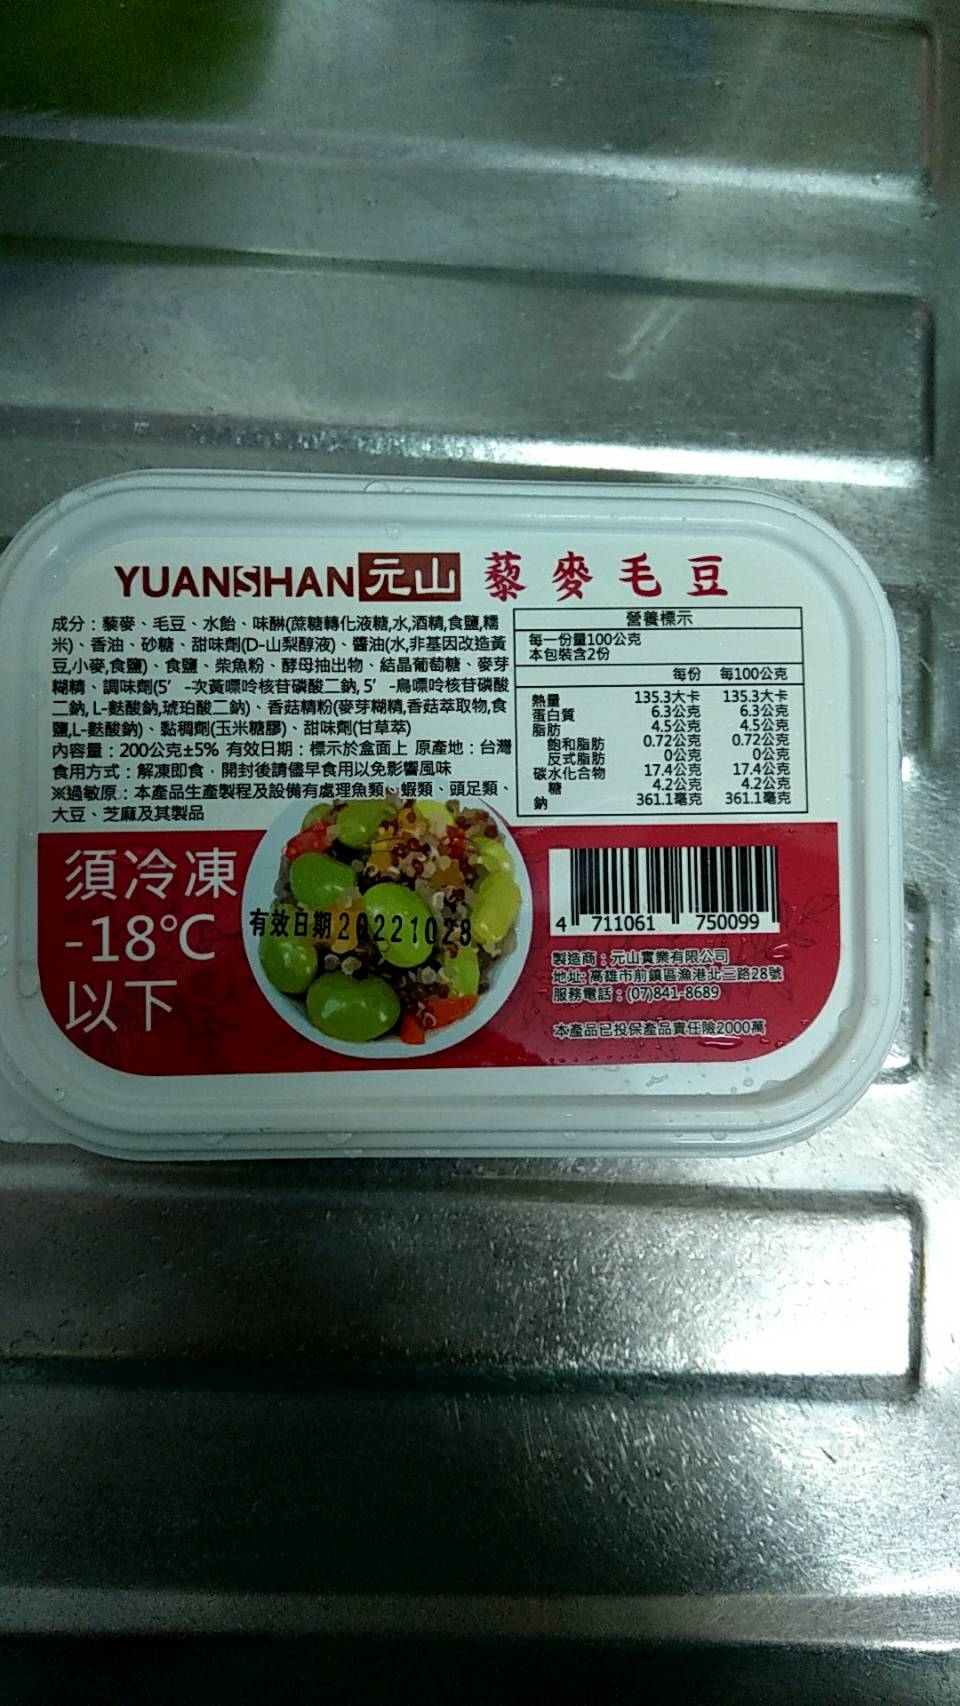 YUANSHAN元山 藜麥毛豆
成分：藜麥、毛豆、水飴、味醂(蔗糖轉化液糖,水,酒精,食鹽,糯
米)、香油、砂糖、甜味劑(D-山梨醇液)、醬油(水,非基因改造黃
豆,小麥,食鹽)、食鹽、柴魚粉、酵母抽出物、結晶葡萄糖、麥芽
糊精、調味劑(5’-次黃嘌呤核苷磷酸二鈉,5’-鳥嘌呤核苷磷酸
二鈉,L-麩酸鈉,琥珀酸二鈉)、香菇精粉(麥芽糊精,香菇萃取物,食
鹽,L-麩酸鈉)、黏稠劑(玉米糖膠)、甜味劑(甘草萃)
內容量：200公克±5% 有效日期：標示於盒面上 原產地：台灣
食用方式：解凍即食．開封後請儘早食用以免影響風味
※過敏原：本產品生產製程及設備有處理魚類、蝦類、頭足類、
大豆、芝麻及其製品
營養標示
每一份量100公克
本包裝含2份
每份 每100公克
熱量 135.3大卡 135.3大卡
蛋白質 6.3公克 6.3公克
脂肪 4.5公克 4.5公克
飽和脂肪 0.72公克 0.72公克
反式脂肪 0公克 0公克
碳水化合物 17.4公克 17.4公克
糖 4.2公克 4.2公克
鈉 361.1毫克 361.1毫克
須冷凍
-18℃
以下
有效日期20221028
4 711061 750099
製造商：元山實業有限公司
地址:高雄市前鎮區漁港北二路28號
服務電話：(07)841-8689
本產品已投保產品責任險2000萬